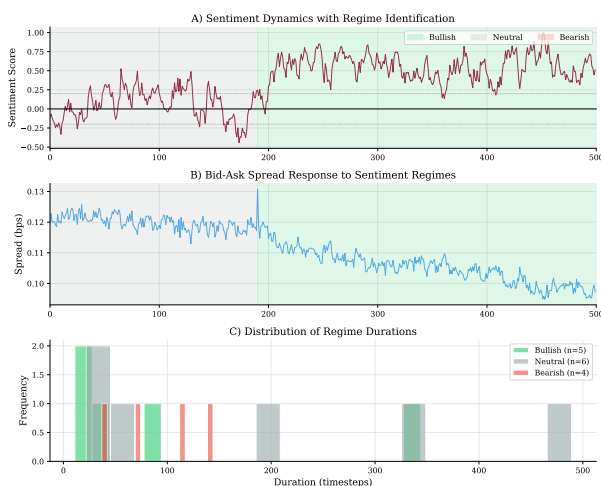 A) Sentiment Dynamics with Regime Identification
Sentiment Score
1.00
0.75
0.50
0.25
0.00
−0.25
−0.50
Bullish Neutral Bearish
0 100 200 300 400 500
B) Bid-Ask Spread Response to Sentiment Regimes
Spread (bps)
0.13
0.12
0.11
0.10
0 100 200 300 400 500
C) Distribution of Regime Durations
Frequency
2.0
1.5
1.0
0.5
0.0
Bullish (n=5)
Neutral (n=6)
Bearish (n=4)
0 100 200 300 400 500
Duration (timesteps)